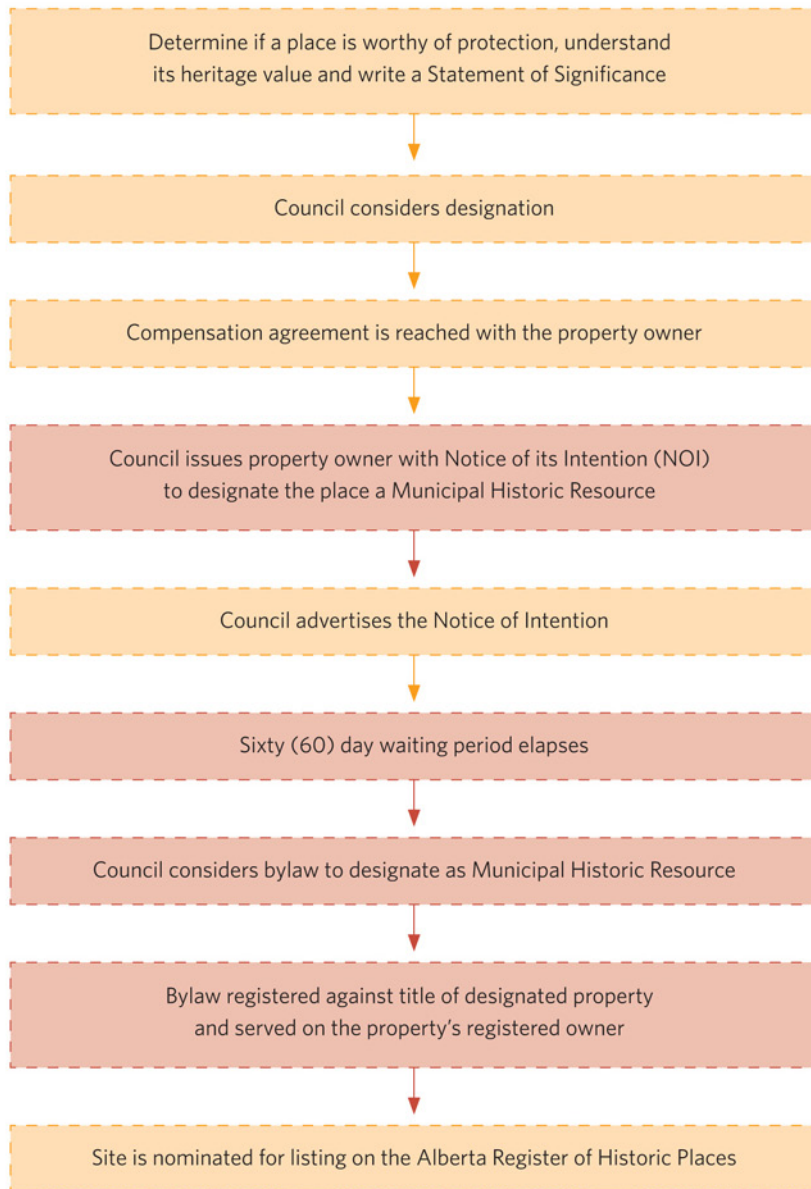 Determine if a place is worthy of protection, understand
its heritage value and write a Statement of Significance
Council considers designation
Compensation agreement is reached with the property owner
Council issues property owner with Notice of its Intention (NOI)
to designate the place a Municipal Historic Resource
Council advertises the Notice of Intention
Sixty (60) day waiting period elapses
Council considers bylaw to designate as Municipal Historic Resource
Bylaw registered against title of designated property
and served on the property’s registered owner
Site is nominated for listing on the Alberta Register of Historic Places